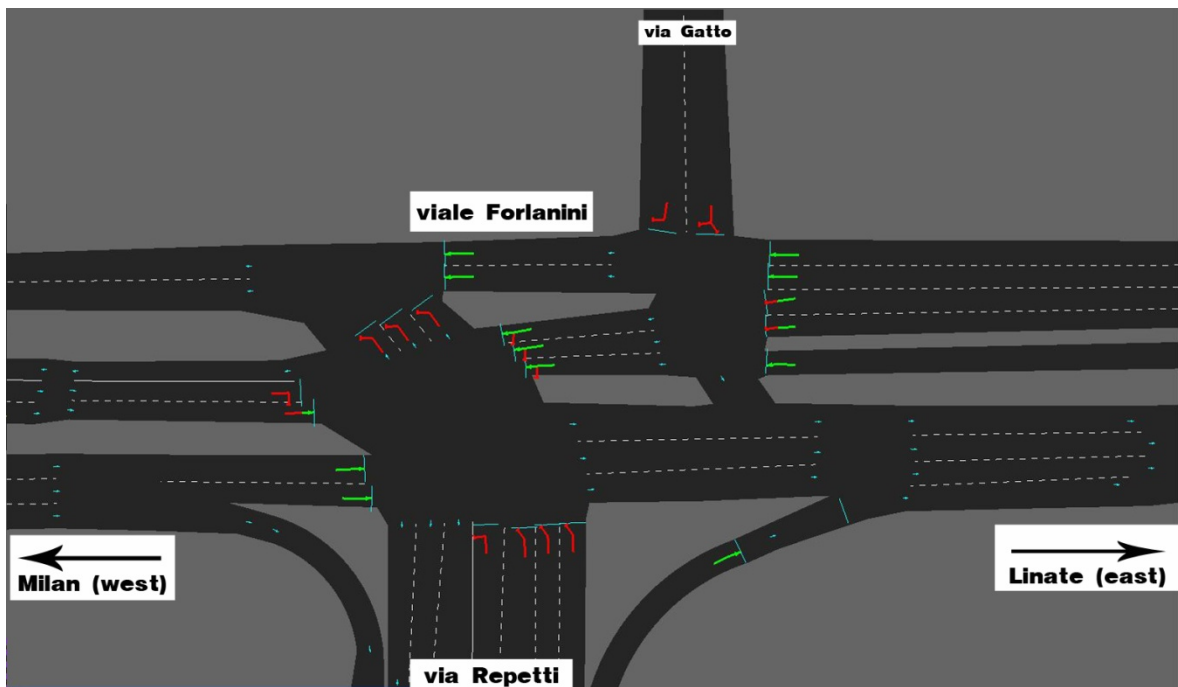 via Gatto
viale Forlanini
Milan (west)
Linate (east)
via Repetti